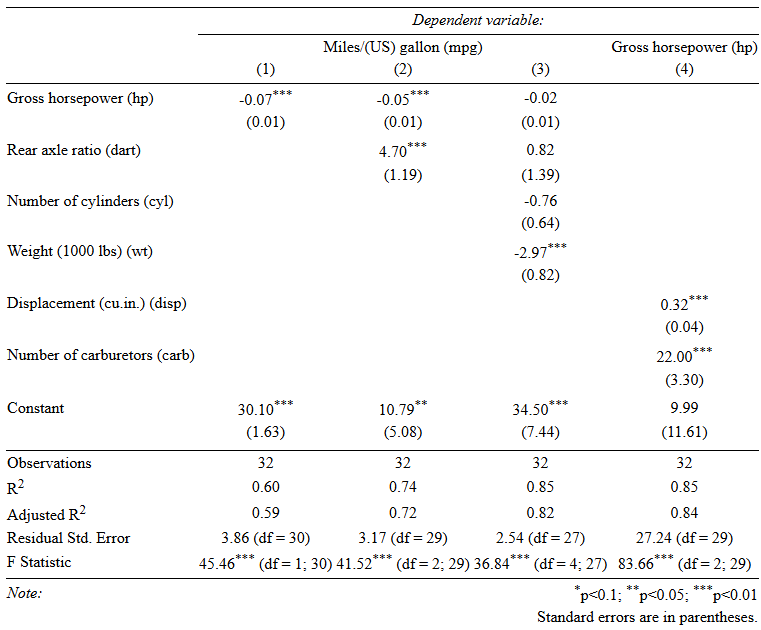 Dependent variable:
Miles/(US) gallon (mpg) Gross horsepower (hp)
(1) (2) (3) (4)
Gross horsepower (hp) -0.07*** -0.05*** -0.02
(0.01) (0.01) (0.01)
Rear axle ratio (dart) 4.70*** 0.82
(1.19) (1.39)
Number of cylinders (cyl) -0.76
(0.64)
Weight (1000 lbs) (wt) -2.97***
(0.82)
Displacement (cu.in.) (disp) 0.32***
(0.04)
Number of carburetors (carb) 22.00***
(3.30)
Constant 30.10*** 10.79** 34.50*** 9.99
(1.63) (5.08) (7.44) (11.61)
Observations 32 32 32 32
R2 0.60 0.74 0.85 0.85
Adjusted R2 0.59 0.72 0.82 0.84
Residual Std. Error 3.86 (df = 30) 3.17 (df = 29) 2.54 (df = 27) 27.24 (df = 29)
F Statistic 45.46*** (df = 1; 30) 41.52*** (df = 2; 29) 36.84*** (df = 4; 27) 83.66*** (df = 2; 29)
Note: *p<0.1; **p<0.05; ***p<0.01
Standard errors are in parentheses.